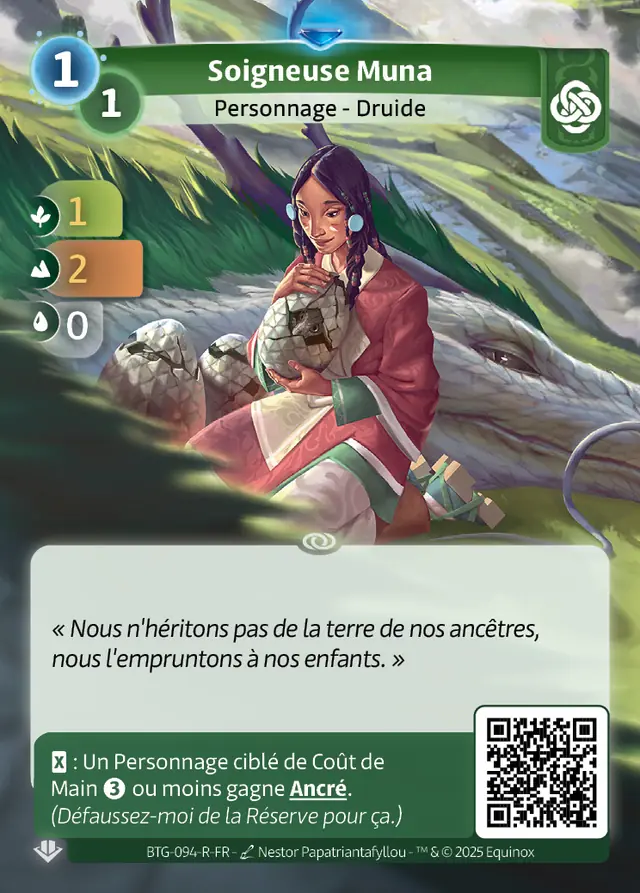 1
Soigneuse Muna
1
Personnage - Druide
1
2
0
« Nous n'héritons pas de la terre de nos ancêtres,
nous l'empruntons à nos enfants. »
X : Un Personnage ciblé de Coût de
Main 3 ou moins gagne Ancré.
(Défaussez-moi de la Réserve pour ça.)
BTG-094-R-FR - Nestor Papatriantafyllou - ™ & © 2025 Equinox